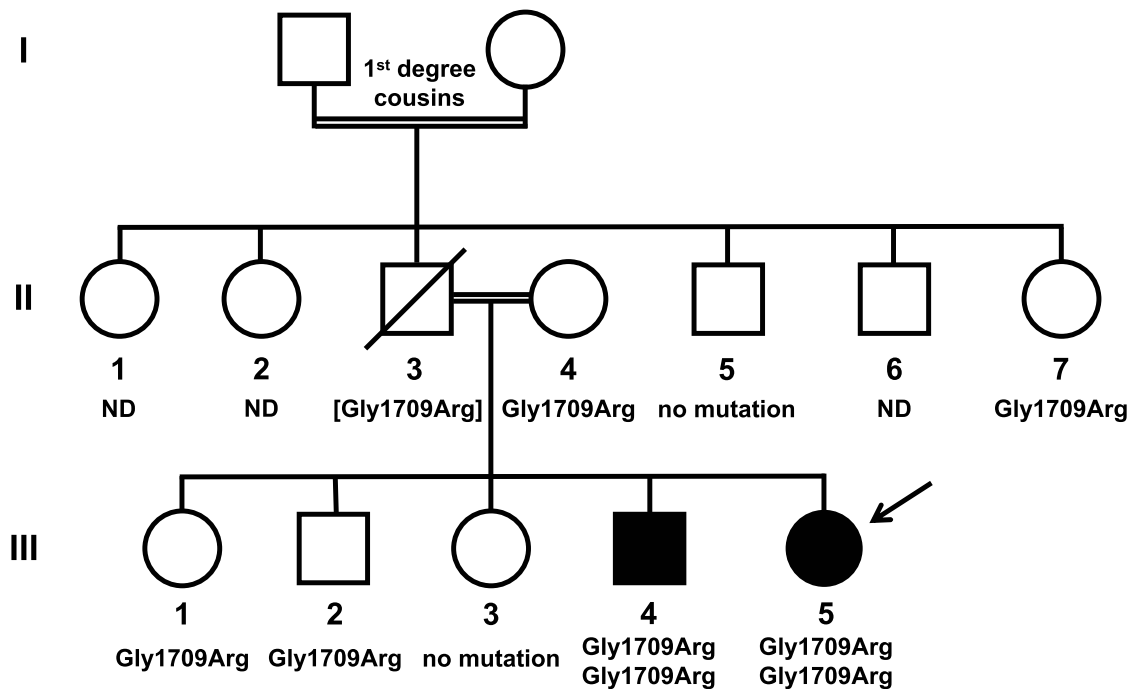 I
1st degree
cousins
II
1 2 3 4 5 6 7
ND ND [Gly1709Arg] Gly1709Arg no mutation ND Gly1709Arg
III
1 2 3 4 5
Gly1709Arg Gly1709Arg no mutation Gly1709Arg Gly1709Arg
Gly1709Arg Gly1709Arg